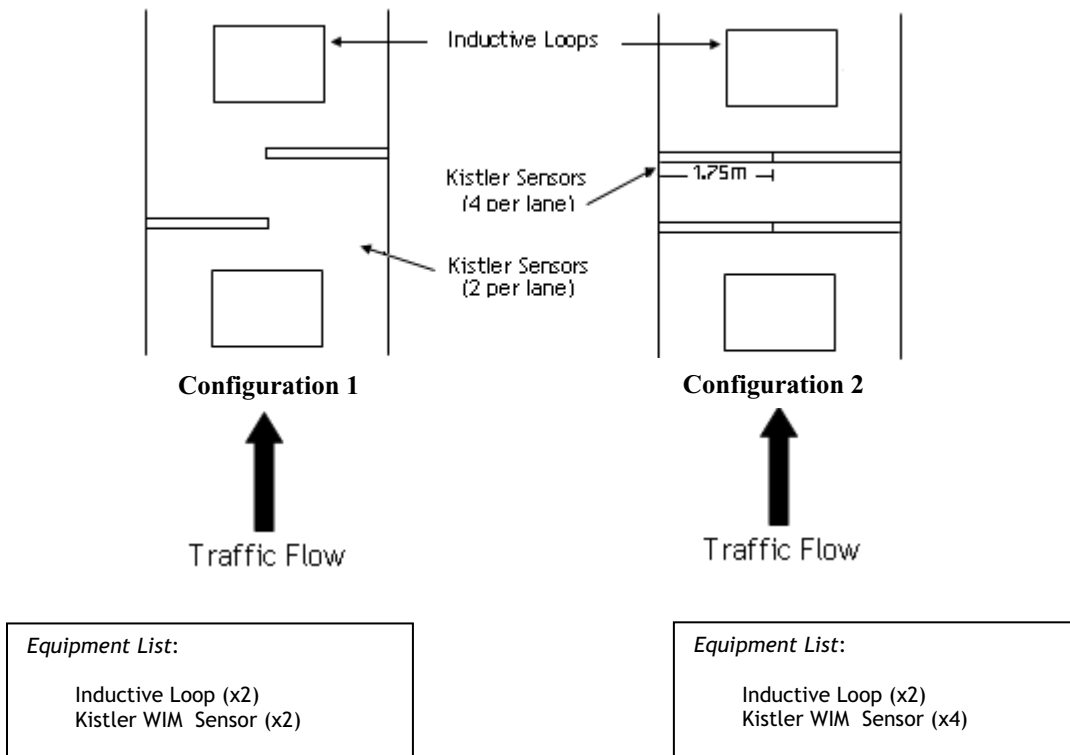 Inductive Loops
Kistler Sensors
(4 per lane)
1.75m
Kistler Sensors
(2 per lane)
Configuration 1
Configuration 2
Traffic Flow
Traffic Flow
Equipment List:
Inductive Loop (x2)
Kistler WIM Sensor (x2)
Equipment List:
Inductive Loop (x2)
Kistler WIM Sensor (x4)